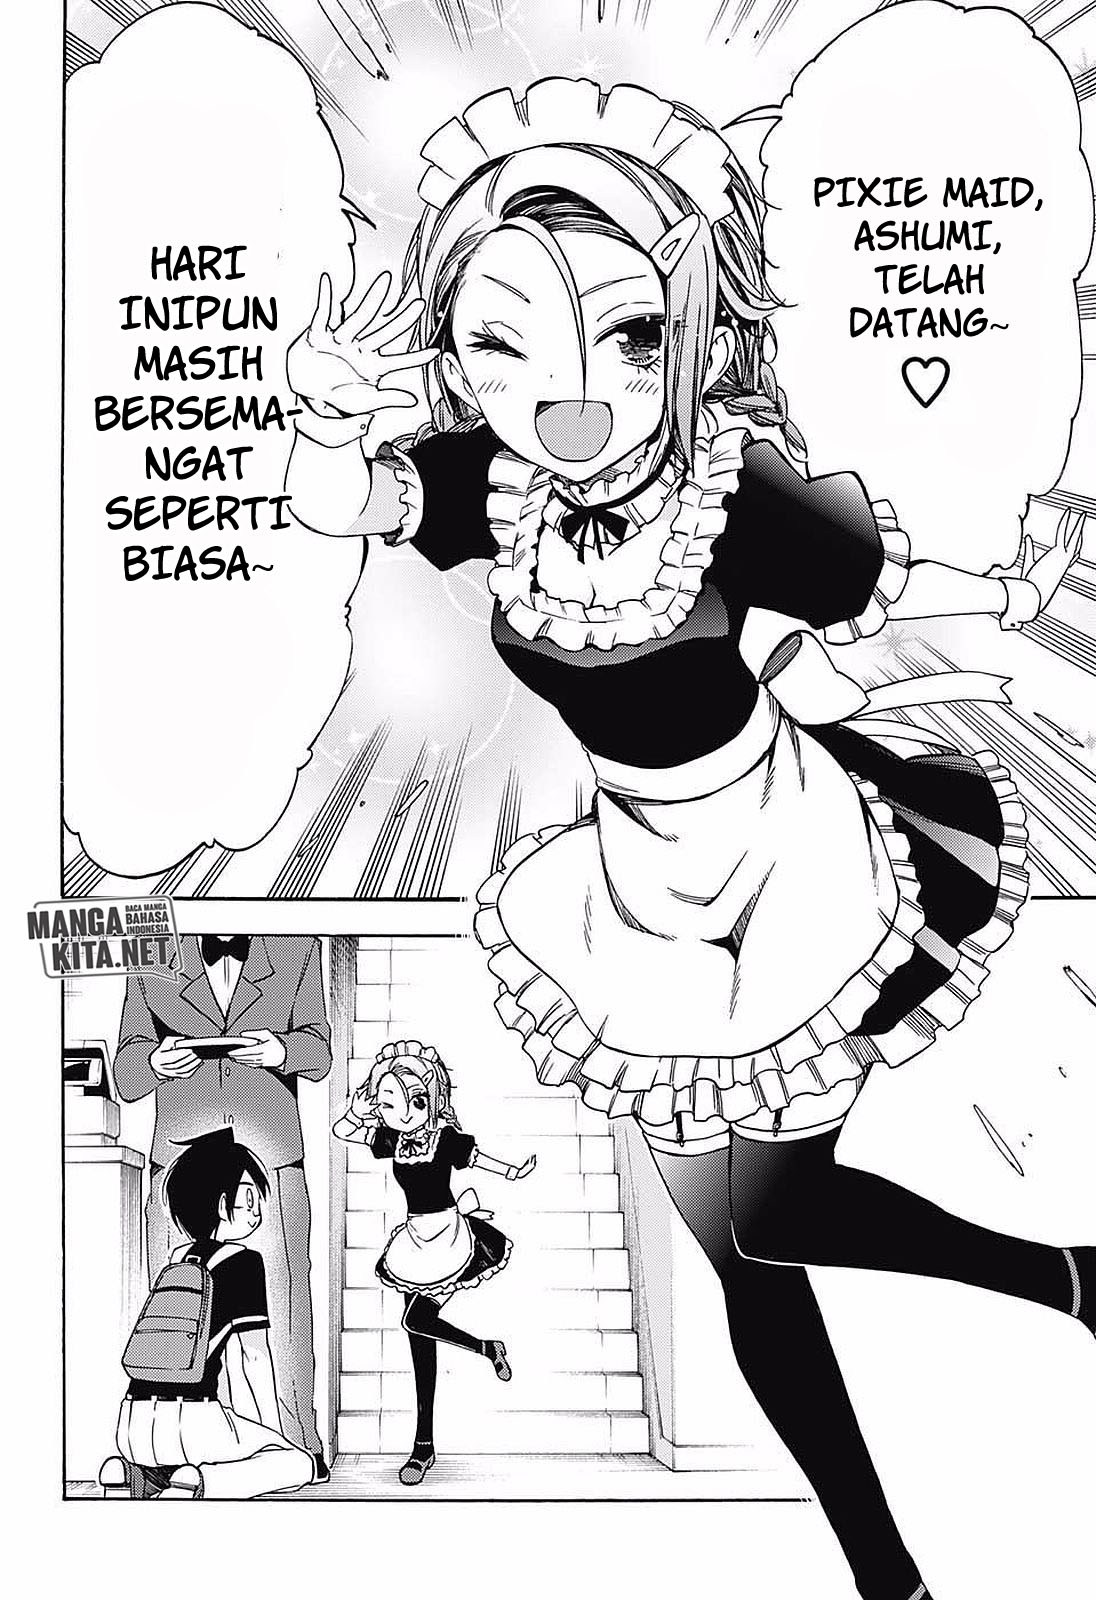 PIXIE MAID,
ASHUMI,
TELAH
DATANG~
♡
HARI
INIPUN
MASIH
BERSEMA-
NGAT
SEPERTI
BIASA~
MANGA
KITA.NET
BACA MANGA
BAHASA
INDONESIA